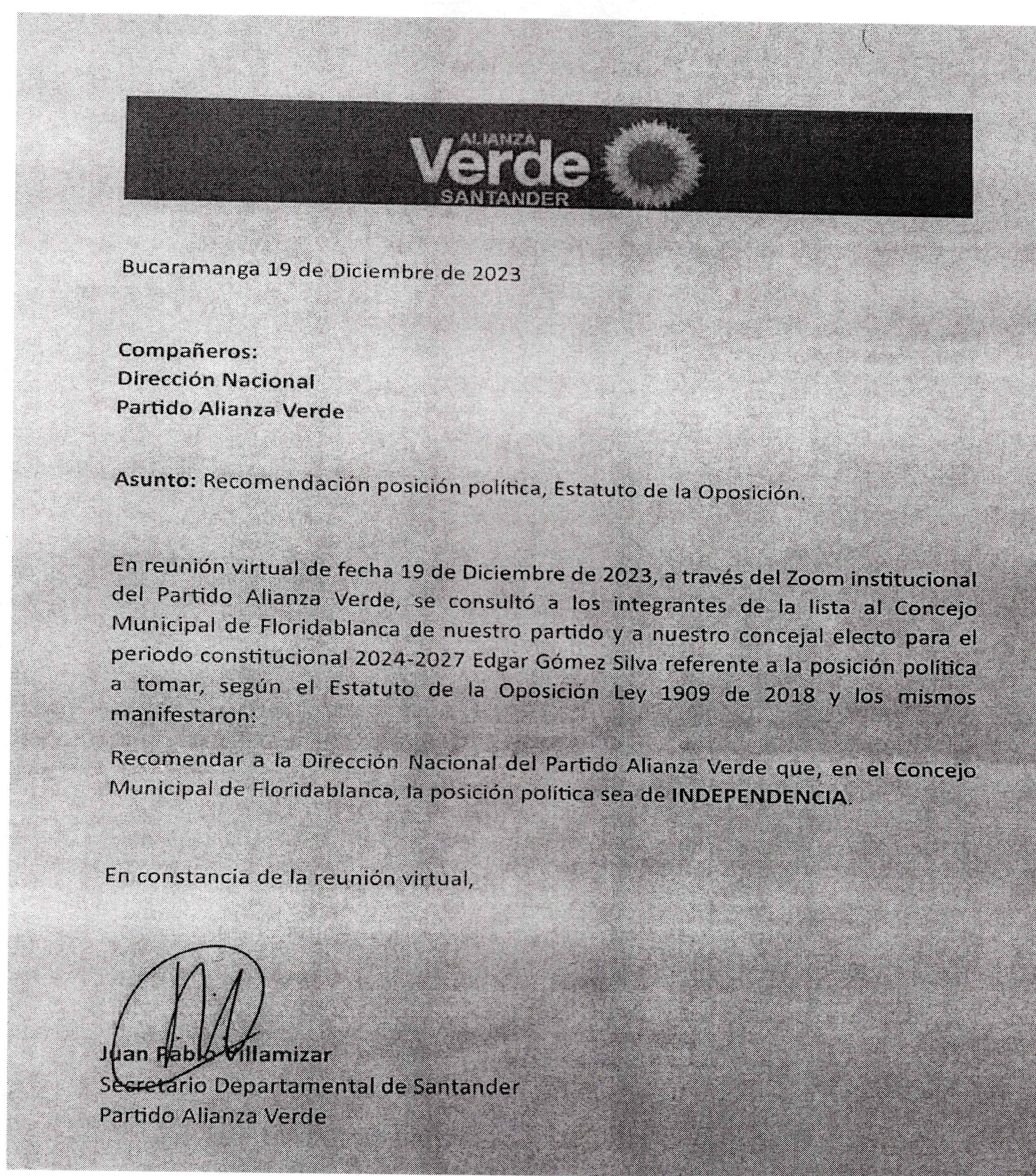 ALIANZA
Verde
SANTANDER
Bucaramanga 19 de Diciembre de 2023
Compañeros:
Dirección Nacional
Partido Alianza Verde
Asunto: Recomendación posición política, Estatuto de la Oposición.
En reunión virtual de fecha 19 de Diciembre de 2023, a través del Zoom institucional
del Partido Alianza Verde, se consultó a los integrantes de la lista al Concejo
Municipal de Floridablanca de nuestro partido y a nuestro concejal electo para el
periodo constitucional 2024-2027 Edgar Gómez Silva referente a la posición política
a tomar, según el Estatuto de la Oposición Ley 1909 de 2018 y los mismos
manifestaron:
Recomendar a la Dirección Nacional del Partido Alianza Verde que, en el Concejo
Municipal de Floridablanca, la posición política sea de INDEPENDENCIA.
En constancia de la reunión virtual,
Juan Pablo Villamizar
Secretario Departamental de Santander
Partido Alianza Verde